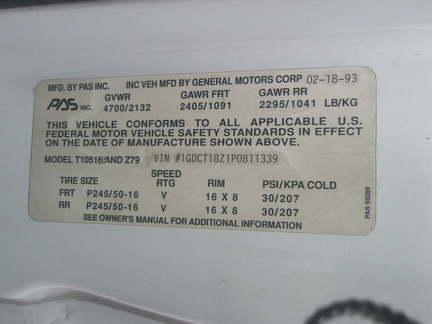 MFD. BY PAS INC. INC VEH MFD BY GENERAL MOTORS CORP 02-18-93
PAS INC. GVWR GAWR FRT GAWR RR
4700/2132 2405/1091 2295/1041 LB/KG
THIS VEHICLE CONFORMS TO ALL APPLICABLE U.S.
FEDERAL MOTOR VEHICLE SAFETY STANDARDS IN EFFECT
ON THE DATE OF MANUFACTURE SHOWN ABOVE.
MODEL T10516 AND Z79 VIN #1GDCT18Z1P0811339
TIRE SIZE SPEED RTG RIM PSI/KPA COLD
FRT P245/50-16 V 16 X 8 30/207
RR P245/50-16 V 16 X 8 30/207
SEE OWNER'S MANUAL FOR ADDITIONAL INFORMATION
PAS 56099